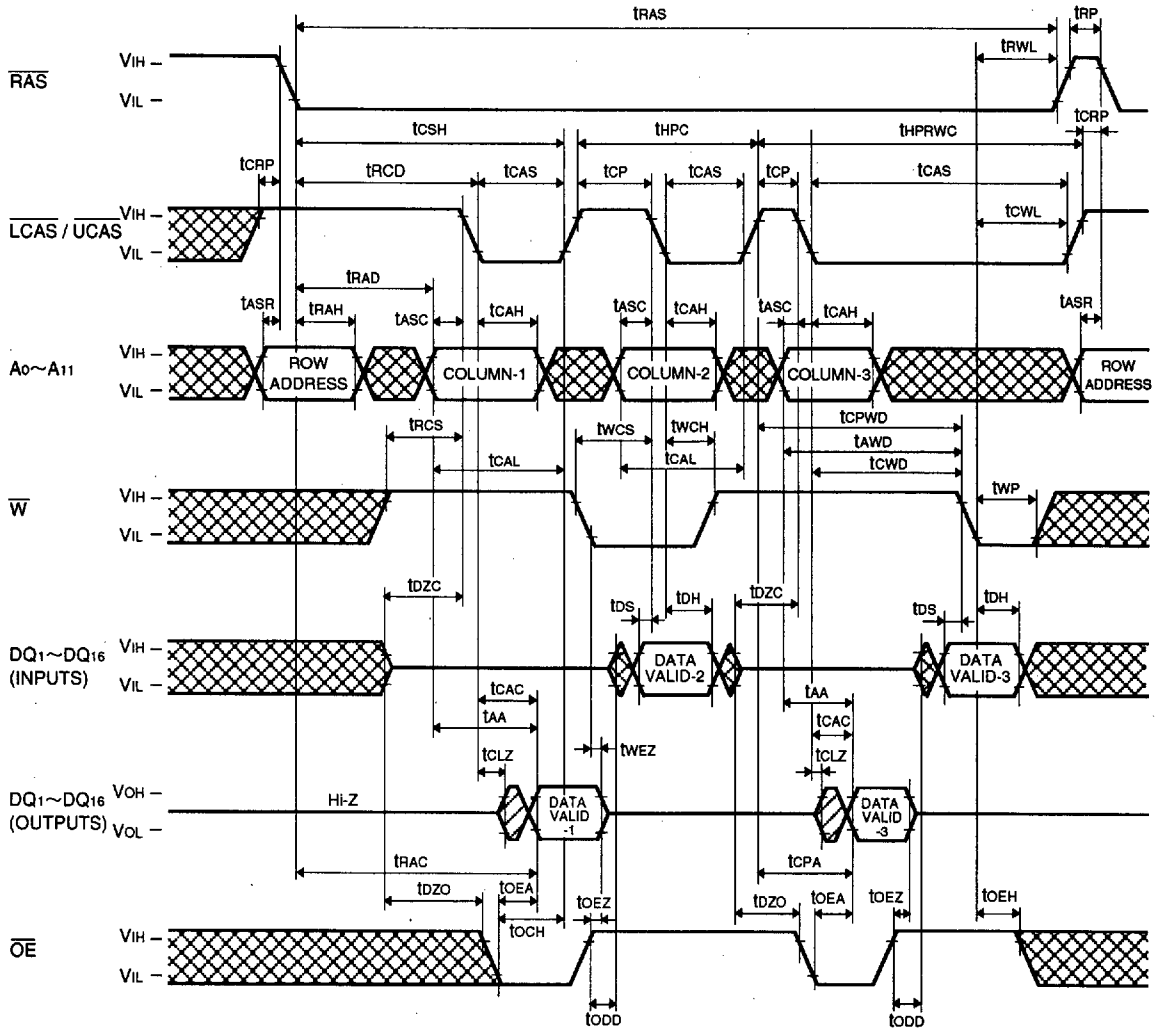 tRAS
tRP
tRWL
RAS
VIH
VIL
tCRP
tCSH
tHPC
tHPRWC
tCRP
tRCD
tCAS
tCP
tCAS
tCP
tCAS
LCAS / UCAS
VIH
VIL
tCWL
tRAD
tASR
tRAH
tASC
tCAH
tASC
tCAH
tASC
tCAH
tASR
A0~A11
VIH
VIL
ROW ADDRESS
COLUMN-1
COLUMN-2
COLUMN-3
ROW ADDRESS
tRCS
tWCS
tWCH
tCPWD
tCAL
tCAL
tAWD
tCWD
W
VIH
VIL
tWP
tDZC
tDS
tDH
tDZC
tDS
tDH
DQ1~DQ16
(INPUTS)
VIH
VIL
DATA VALID-2
DATA VALID-3
tCAC
tAA
tAA
tCAC
tCLZ
tWEZ
tCLZ
DQ1~DQ16
(OUTPUTS)
VOH
VOL
Hi-Z
DATA VALID -1
DATA VALID -3
tRAC
tCPA
tDZO
tOEA
tOEZ
tDZO
tOEA
tOEZ
tOEH
tOCH
OE
VIH
VIL
tODD
tODD